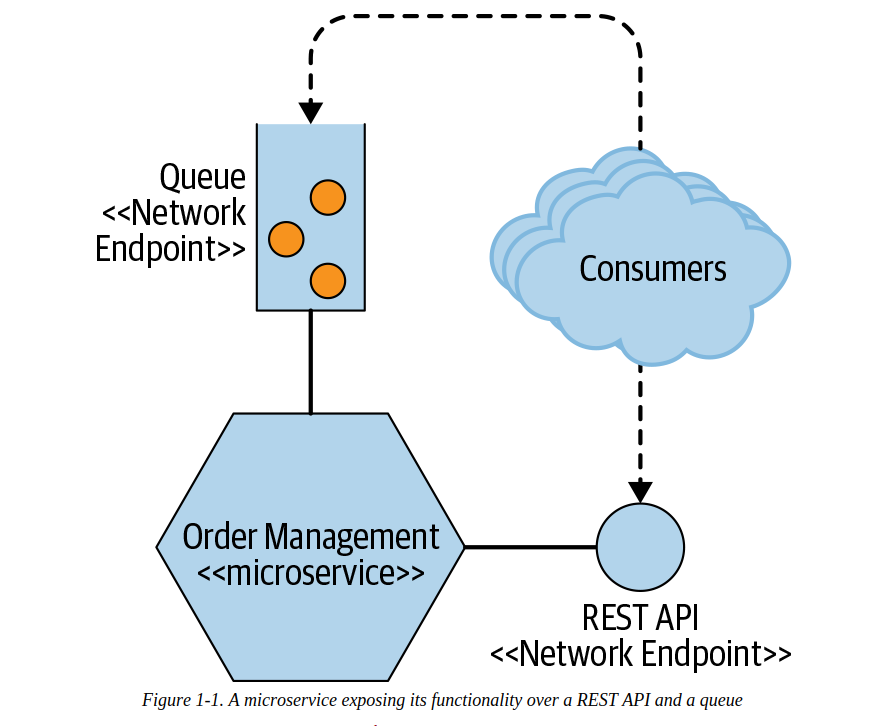 Queue
<<Network
Endpoint>>
Consumers
Order Management
<<microservice>>
REST API
<<Network Endpoint>>
Figure 1-1. A microservice exposing its functionality over a REST API and a queue